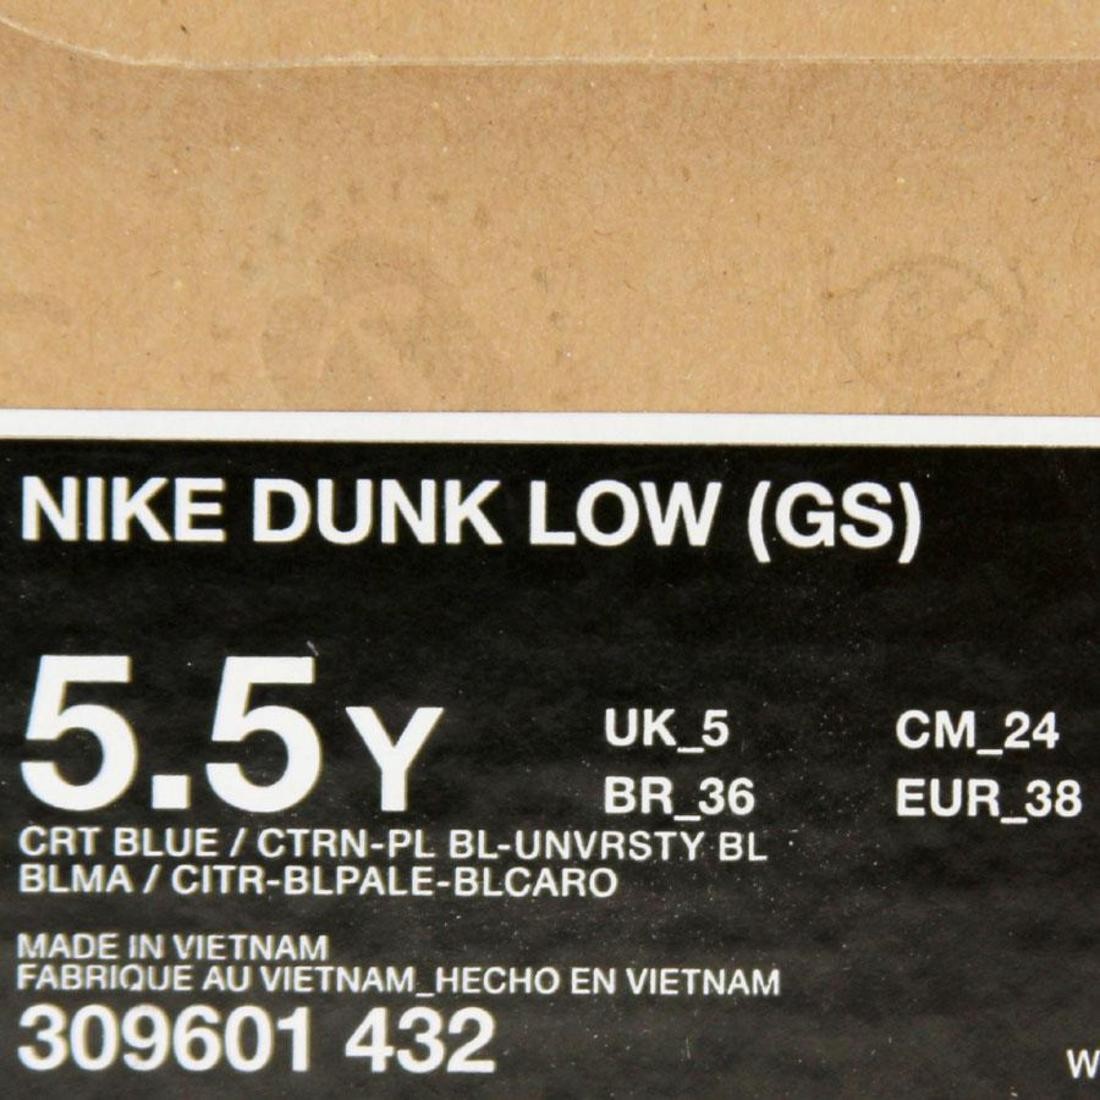 NIKE DUNK LOW (GS)
5.5Y
UK_5 CM_24
BR_36 EUR_38
CRT BLUE / CTRN-PL BL-UNVRSTY BL
BLMA / CITR-BLPALE-BLCARO
MADE IN VIETNAM
FABRIQUE AU VIETNAM_HECHO EN VIETNAM
309601 432
W